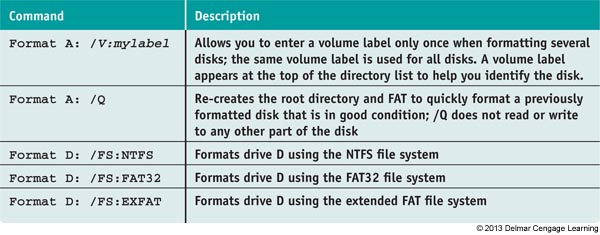 Command Description
Format A: /V:mylabel Allows you to enter a volume label only once when formatting several
disks; the same volume label is used for all disks. A volume label
appears at the top of the directory list to help you identify the disk.
Format A: /Q Re-creates the root directory and FAT to quickly format a previously
formatted disk that is in good condition; /Q does not read or write
to any other part of the disk
Format D: /FS:NTFS Formats drive D using the NTFS file system
Format D: /FS:FAT32 Formats drive D using the FAT32 file system
Format D: /FS:EXFAT Formats drive D using the extended FAT file system
© 2013 Delmar Cengage Learning